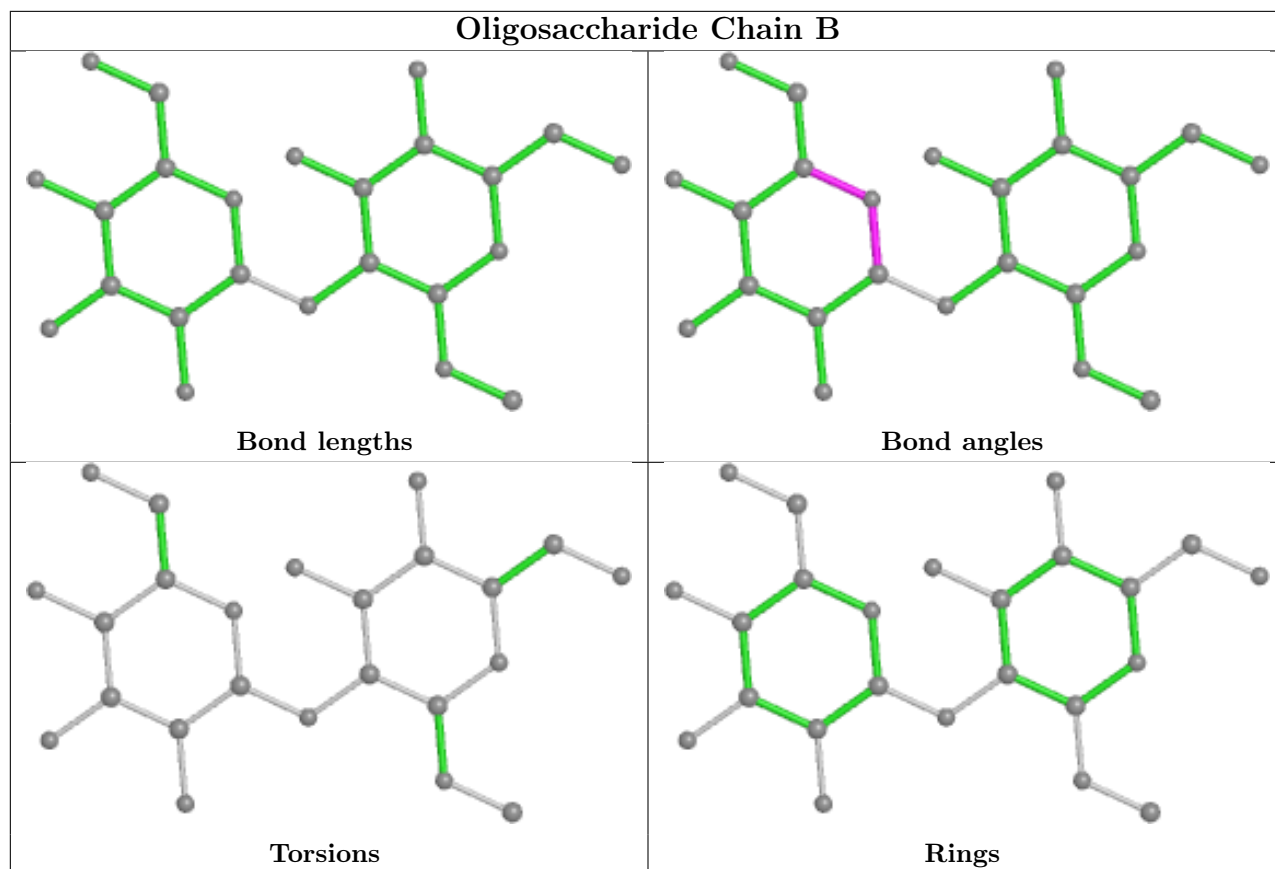 Oligosaccharide Chain B
Bond lengths
Bond angles
Torsions
Rings